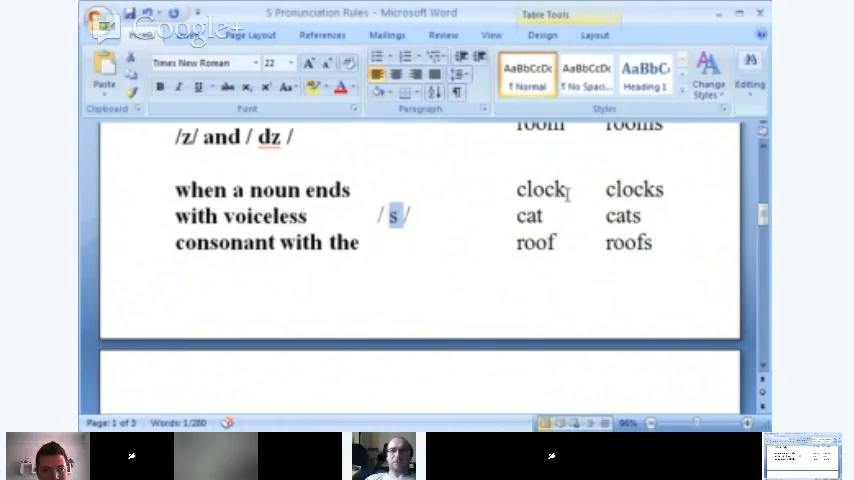 Google+
S Pronunciation Rules - Microsoft Word
Table Tools
Page Layout References Mailings Review View Design Layout
Paste
Times New Roman 22
AaBbCcDc AaBbCcDc AaBbC
¶ Normal ¶ No Spaci... Heading 1
Change Styles
Editing
Clipboard Font Paragraph Styles
room rooms
/z/ and / dz /
when a noun ends clock clocks
with voiceless / s / cat cats
consonant with the roof roofs
Page: 1 of 3 Words: 1/280 96%